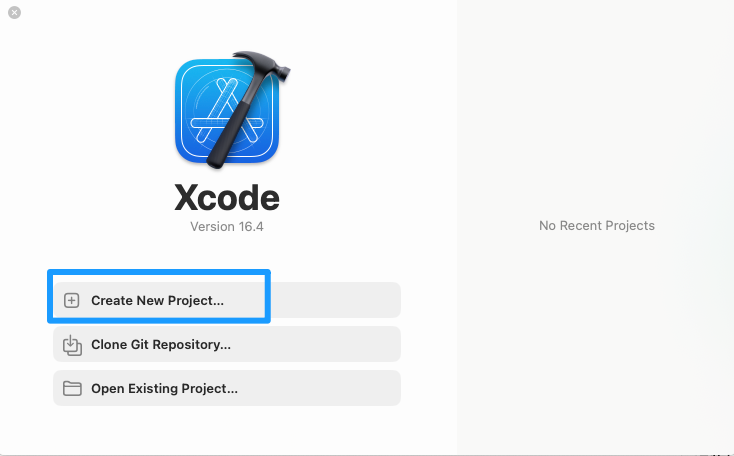 Xcode
Version 16.4
Create New Project...
Clone Git Repository...
Open Existing Project...
No Recent Projects